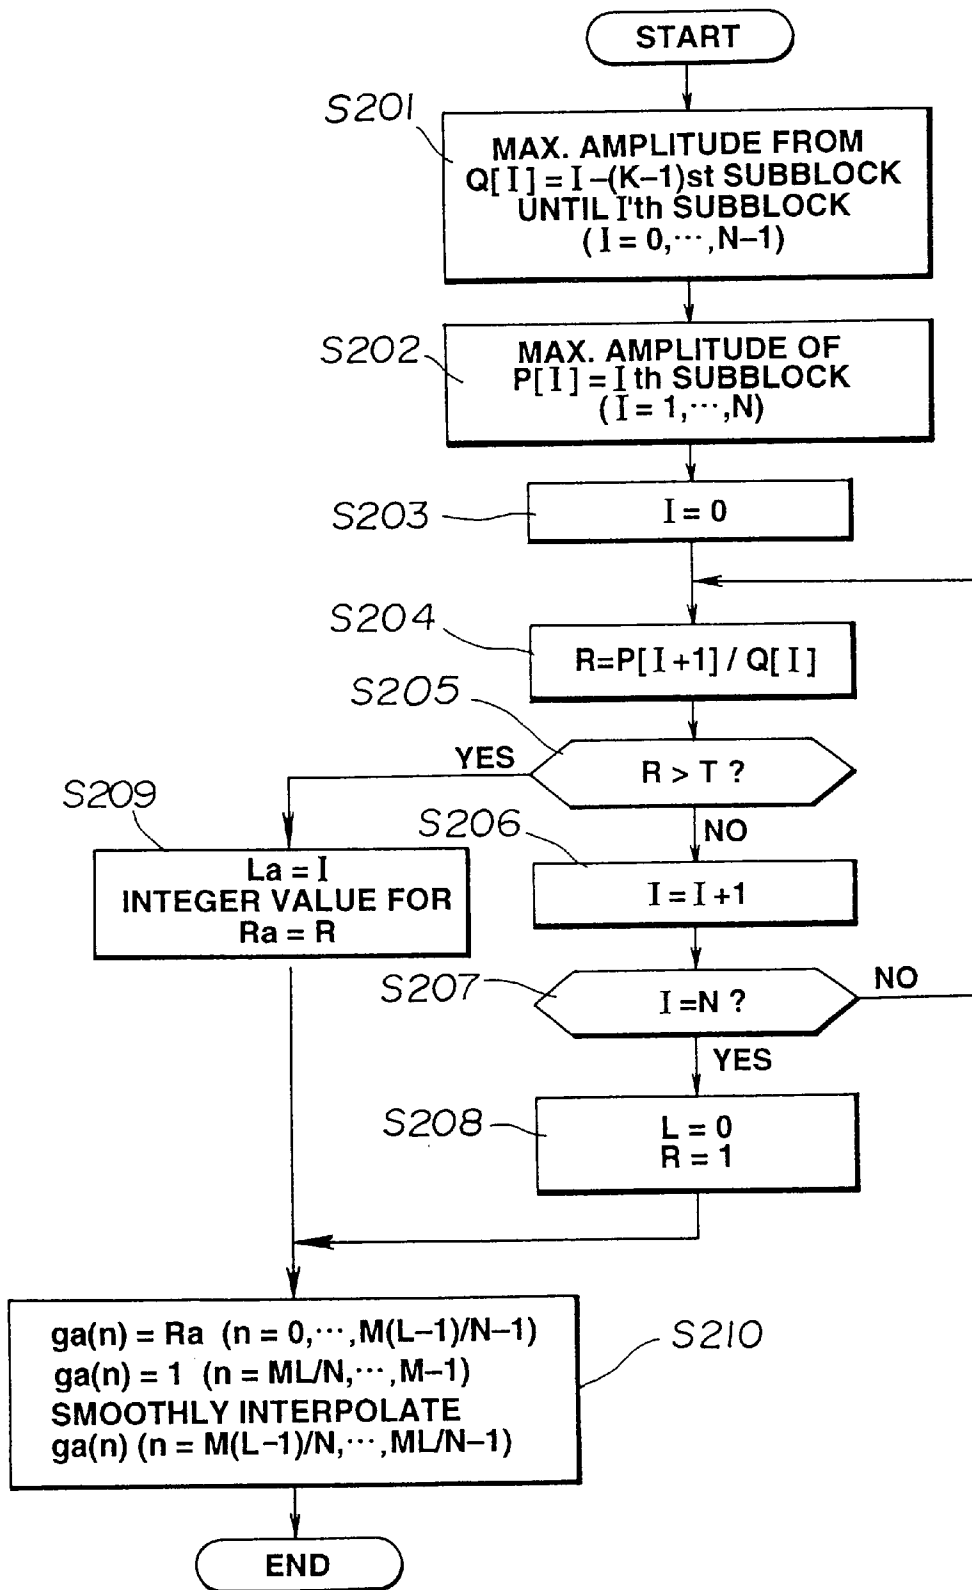 START
S201
MAX. AMPLITUDE FROM
Q[I] = I-(K-1)st SUBBLOCK
UNTIL I'th SUBBLOCK
(I = 0,⋯,N-1)
S202
MAX. AMPLITUDE OF
P[I] = I th SUBBLOCK
(I = 1,⋯,N)
S203
I = 0
S204
R=P[I+1] / Q[I]
S205
R > T ?
YES
NO
S209
La = I
INTEGER VALUE FOR
Ra = R
S206
I = I+1
S207
I =N ?
NO
YES
S208
L = 0
R = 1
S210
ga(n) = Ra (n = 0,⋯,M(L-1)/N-1)
ga(n) = 1 (n = ML/N,⋯,M-1)
SMOOTHLY INTERPOLATE
ga(n) (n = M(L-1)/N,⋯,ML/N-1)
END